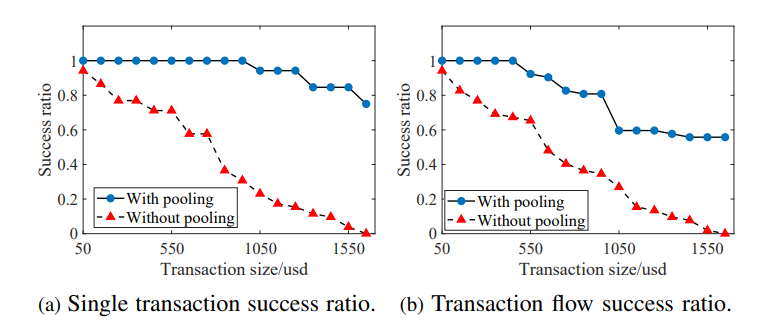 Success ratio
1
0.8
0.6
0.4
0.2
0
With pooling
Without pooling
50
550
1050
1550
Transaction size/usd
(a) Single transaction success ratio.
Success ratio
1
0.8
0.6
0.4
0.2
0
With pooling
Without pooling
50
550
1050
1550
Transaction size/usd
(b) Transaction flow success ratio.